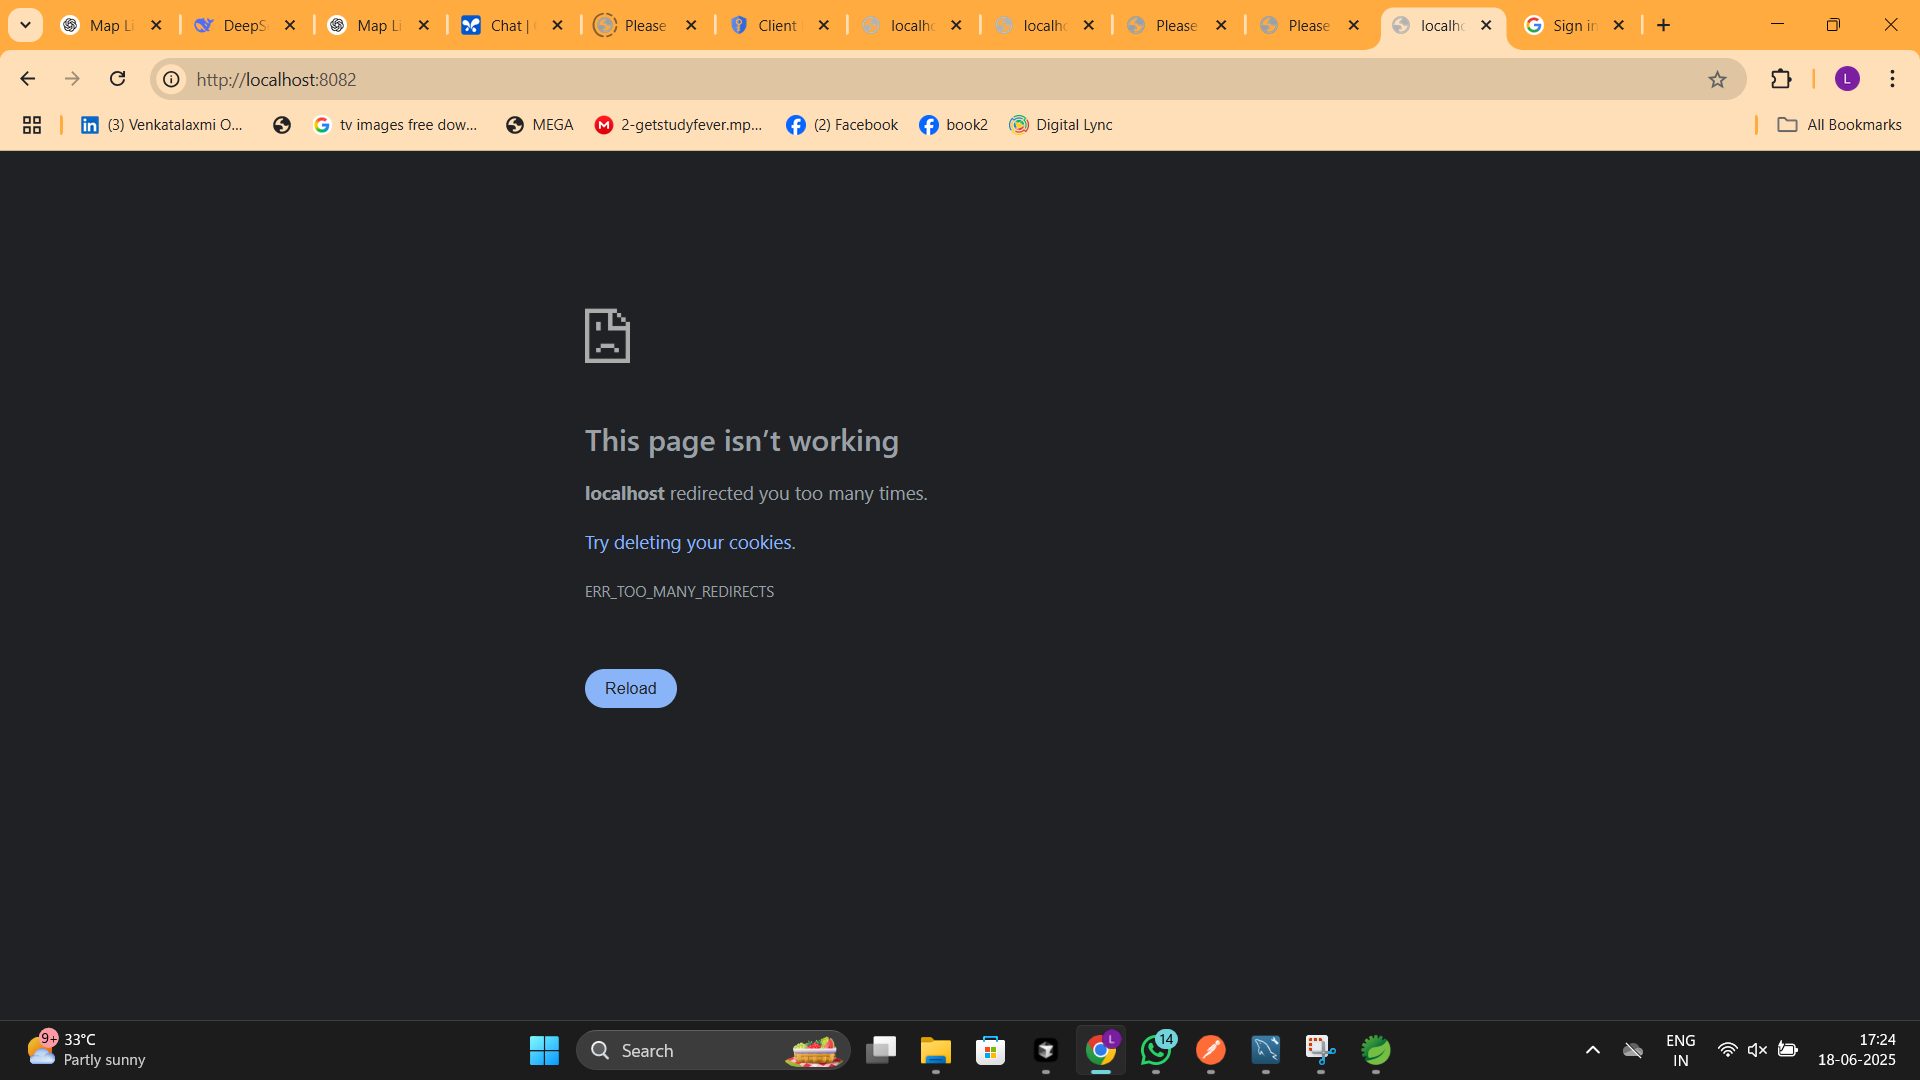 Map Li
DeepS
Map Li
Chat |
Please
Client
localho
localho
Please
Please
localho
Sign in
http://localhost:8082
L
(3) Venkatalaxmi O...
tv images free dow...
MEGA
2-getstudyfever.mp...
(2) Facebook
book2
Digital Lync
All Bookmarks
This page isn’t working
localhost redirected you too many times.
Try deleting your cookies.
ERR_TOO_MANY_REDIRECTS
Reload
9+
33°C
Partly sunny
Search
L
14
ENG
IN
17:24
18-06-2025